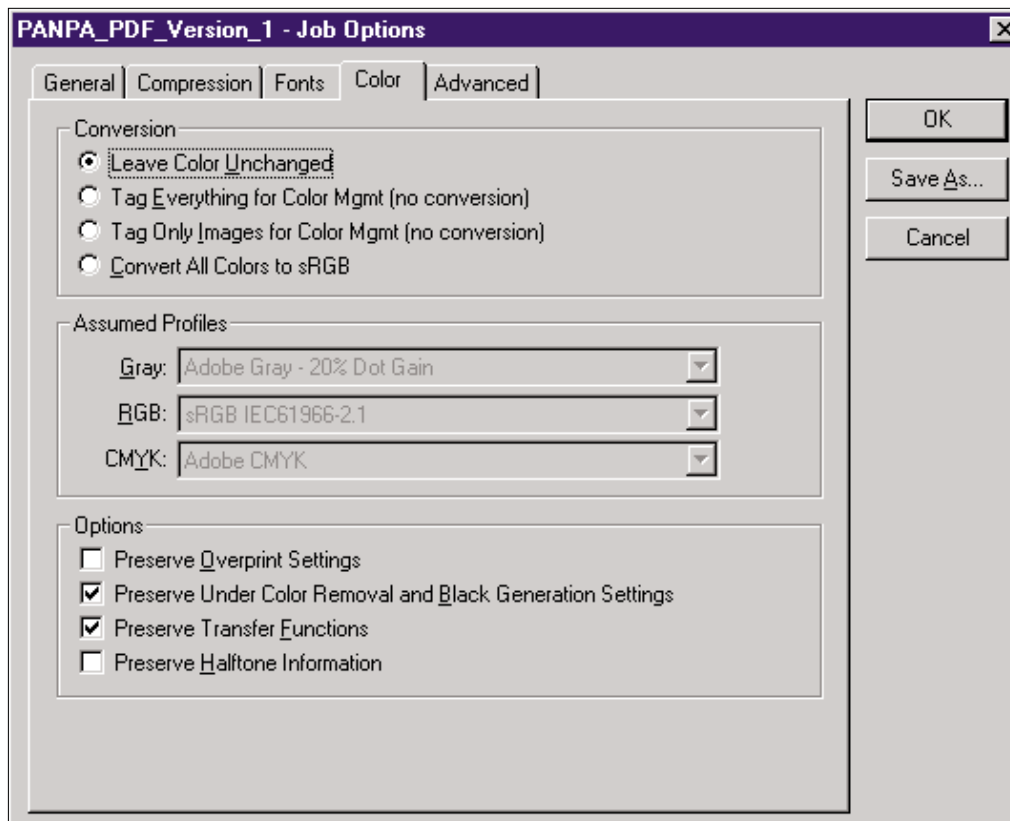 PANPA_PDF_Version_1 - Job Options
General Compression Fonts Color Advanced
OK
Save As...
Cancel
Conversion
Leave Color Unchanged
Tag Everything for Color Mgmt (no conversion)
Tag Only Images for Color Mgmt (no conversion)
Convert All Colors to sRGB
Assumed Profiles
Gray: Adobe Gray - 20% Dot Gain
RGB: sRGB IEC61966-2.1
CMYK: Adobe CMYK
Options
Preserve Overprint Settings
Preserve Under Color Removal and Black Generation Settings
Preserve Transfer Functions
Preserve Halftone Information